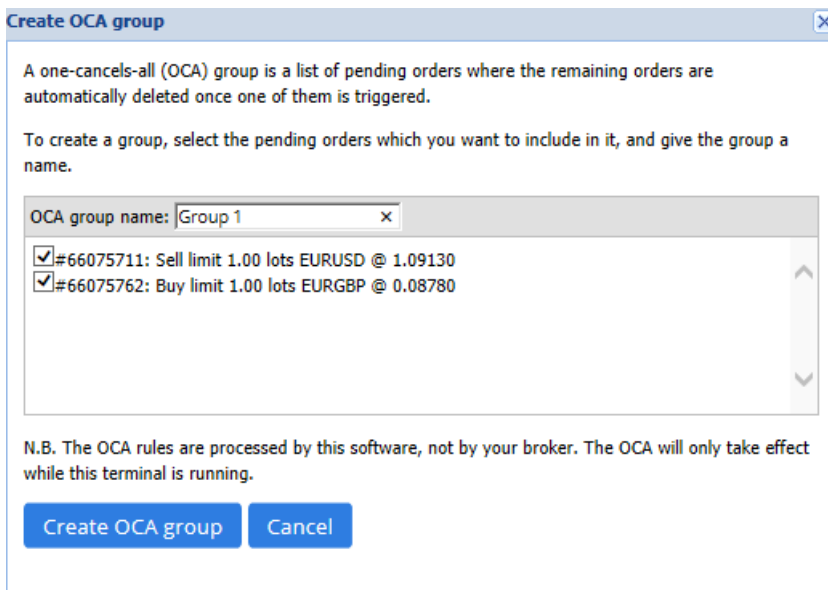 Create OCA group
A one-cancels-all (OCA) group is a list of pending orders where the remaining orders are
automatically deleted once one of them is triggered.
To create a group, select the pending orders which you want to include in it, and give the group a
name.
OCA group name: Group 1
#66075711: Sell limit 1.00 lots EURUSD @ 1.09130
#66075762: Buy limit 1.00 lots EURGBP @ 0.08780
N.B. The OCA rules are processed by this software, not by your broker. The OCA will only take effect
while this terminal is running.
Create OCA group Cancel